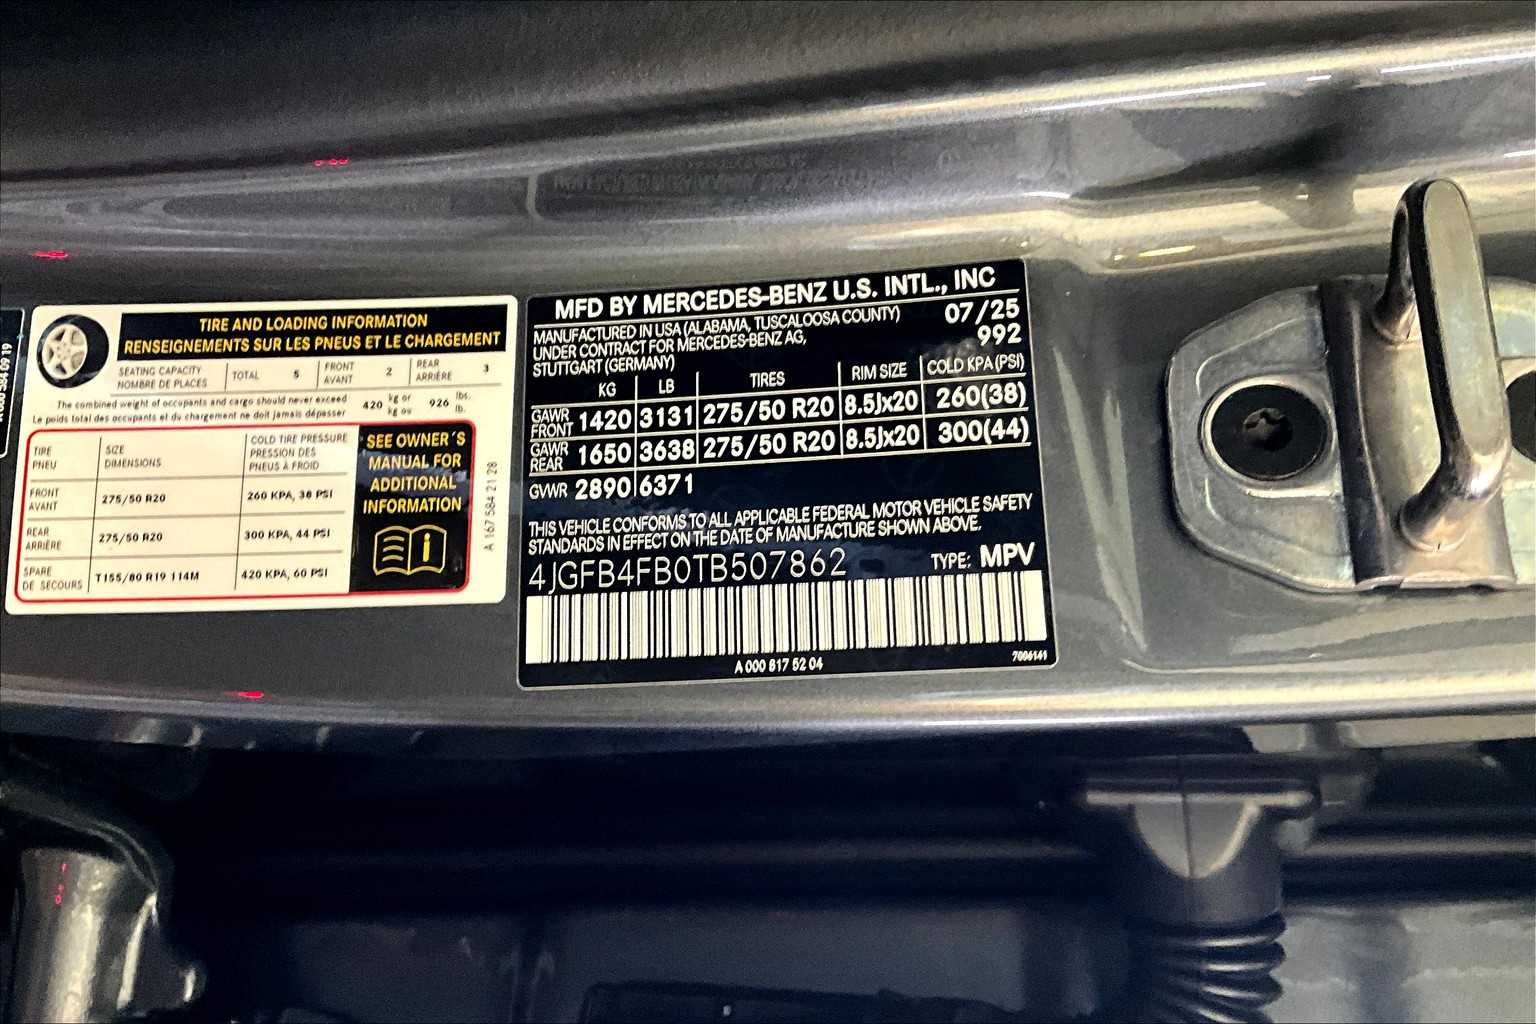 TIRE AND LOADING INFORMATION
RENSEIGNEMENTS SUR LES PNEUS ET LE CHARGEMENT
SEATING CAPACITY
NOMBRE DE PLACES
TOTAL 5
FRONT
AVANT 2
REAR
ARRIÈRE 3
The combined weight of occupants and cargo should never exceed 420 kg or 926 lbs.
Le poids total des occupants et du chargement ne doit jamais dépasser kg ou lb.
TIRE
PNEU
SIZE
DIMENSIONS
COLD TIRE PRESSURE
PRESSION DES
PNEUS À FROID
FRONT
AVANT
275/50 R20
260 KPA, 38 PSI
REAR
ARRIÈRE
275/50 R20
300 KPA, 44 PSI
SPARE
DE SECOURS
T155/80 R19 114M
420 KPA, 60 PSI
SEE OWNER'S
MANUAL FOR
ADDITIONAL
INFORMATION
A 167 584 21 28
MFD BY MERCEDES-BENZ U.S. INTL., INC
MANUFACTURED IN USA (ALABAMA, TUSCALOOSA COUNTY) 07/25
UNDER CONTRACT FOR MERCEDES-BENZ AG, 992
STUTTGART (GERMANY)
KG LB TIRES RIM SIZE COLD KPA(PSI)
GAWR
FRONT 1420 3131 275/50 R20 8.5Jx20 260(38)
GAWR
REAR 1650 3638 275/50 R20 8.5Jx20 300(44)
GVWR 2890 6371
THIS VEHICLE CONFORMS TO ALL APPLICABLE FEDERAL MOTOR VEHICLE SAFETY
STANDARDS IN EFFECT ON THE DATE OF MANUFACTURE SHOWN ABOVE.
4JGFB4FB0TB507862 TYPE: MPV
A 000 817 52 04
7006141